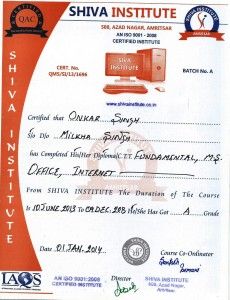 SHIVA INSTITUTE
588, AZAD NAGAR, AMRITSAR
AN ISO 9001 - 2008
CERTIFIED INSTITUTE
QAC
CERT. NO.
QMS/SI/13/1696
BATCH No. A
SHIVA INSTITUTE
www.shivainstitute.co.in
SHIVA INSTITUTE
Certified that ONKAR SINGH
S/o D/o MILKHA SINGH
has Completed His/Her Diploma C.T.T. FUNDAMENTAL, M.S.
OFFICE, INTERNET
From SHIVA INSTITUTE The Duration of The Course
is 10 JUNE 2013 to 09 DEC. 2013 He/She Has Got A Grade
Date 01 JAN. 2014
Course Co-Ordinator
IAOS
AN ISO 9001-2008
CERTIFIED INSTITUTE
Director
SHIVA INSTITUTE
588, Azad Nagar,
Amritsar